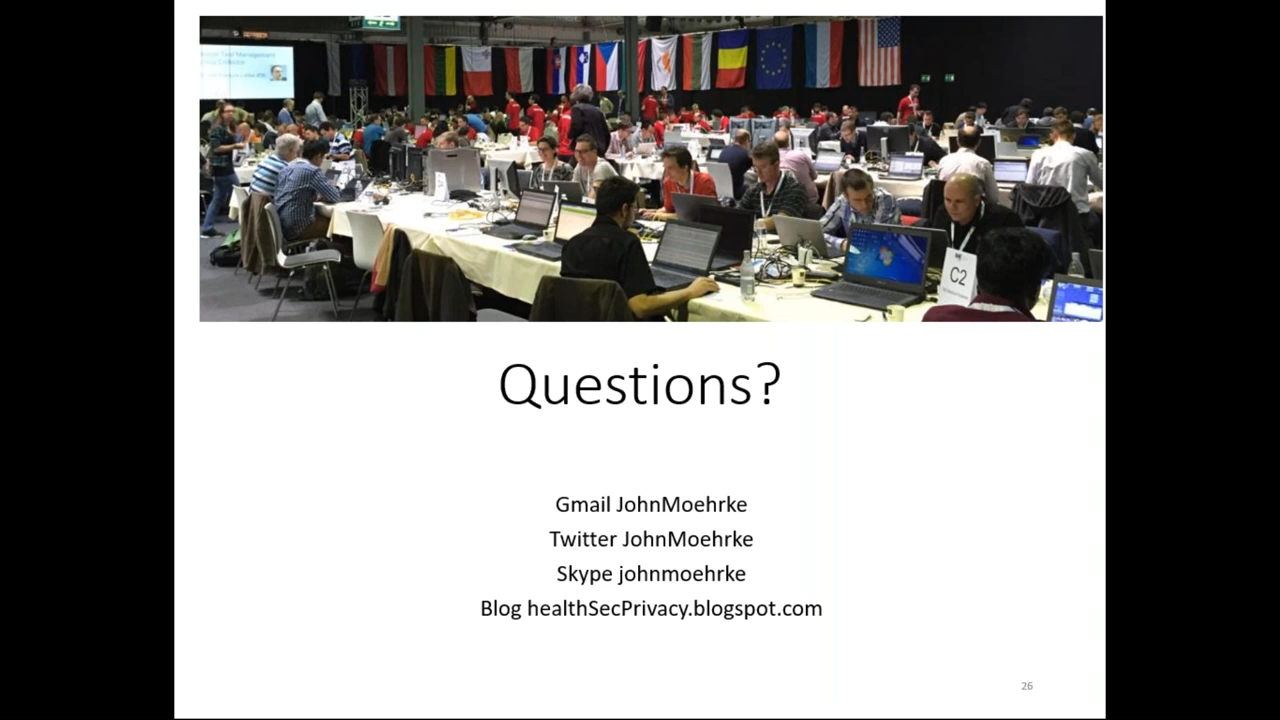 C2
Questions?
Gmail JohnMoehrke
Twitter JohnMoehrke
Skype johnmoehrke
Blog healthSecPrivacy.blogspot.com
26